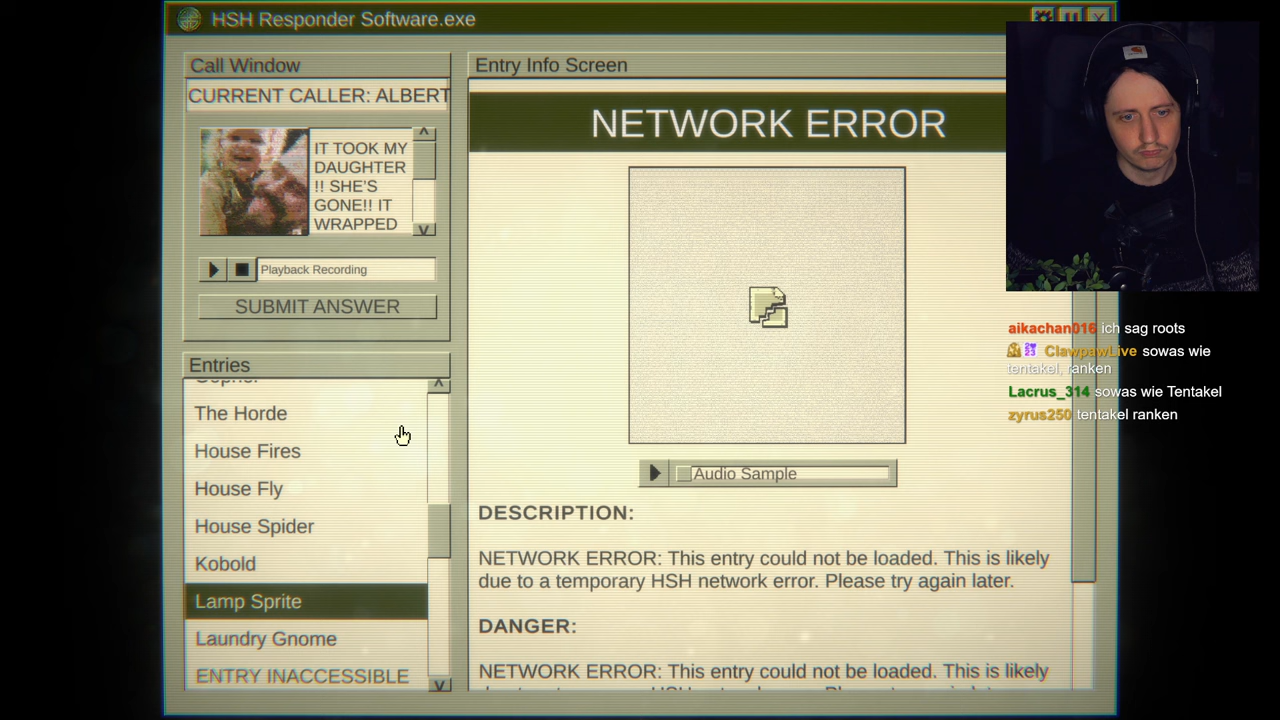 HSH Responder Software.exe
Call Window
CURRENT CALLER: ALBERT
IT TOOK MY
DAUGHTER
!! SHE'S
GONE!! IT
WRAPPED
Playback Recording
SUBMIT ANSWER
Entries
The Horde
House Fires
House Fly
House Spider
Kobold
Lamp Sprite
Laundry Gnome
ENTRY INACCESSIBLE
Entry Info Screen
NETWORK ERROR
Audio Sample
DESCRIPTION:
NETWORK ERROR: This entry could not be loaded. This is likely
due to a temporary HSH network error. Please try again later.
DANGER:
NETWORK ERROR: This entry could not be loaded. This is likely
aikachan016 ich sag roots
ClawpawLive sowas wie
tentakel, ranken
Lacrus_314 sowas wie Tentakel
zyrus250 tentakel ranken